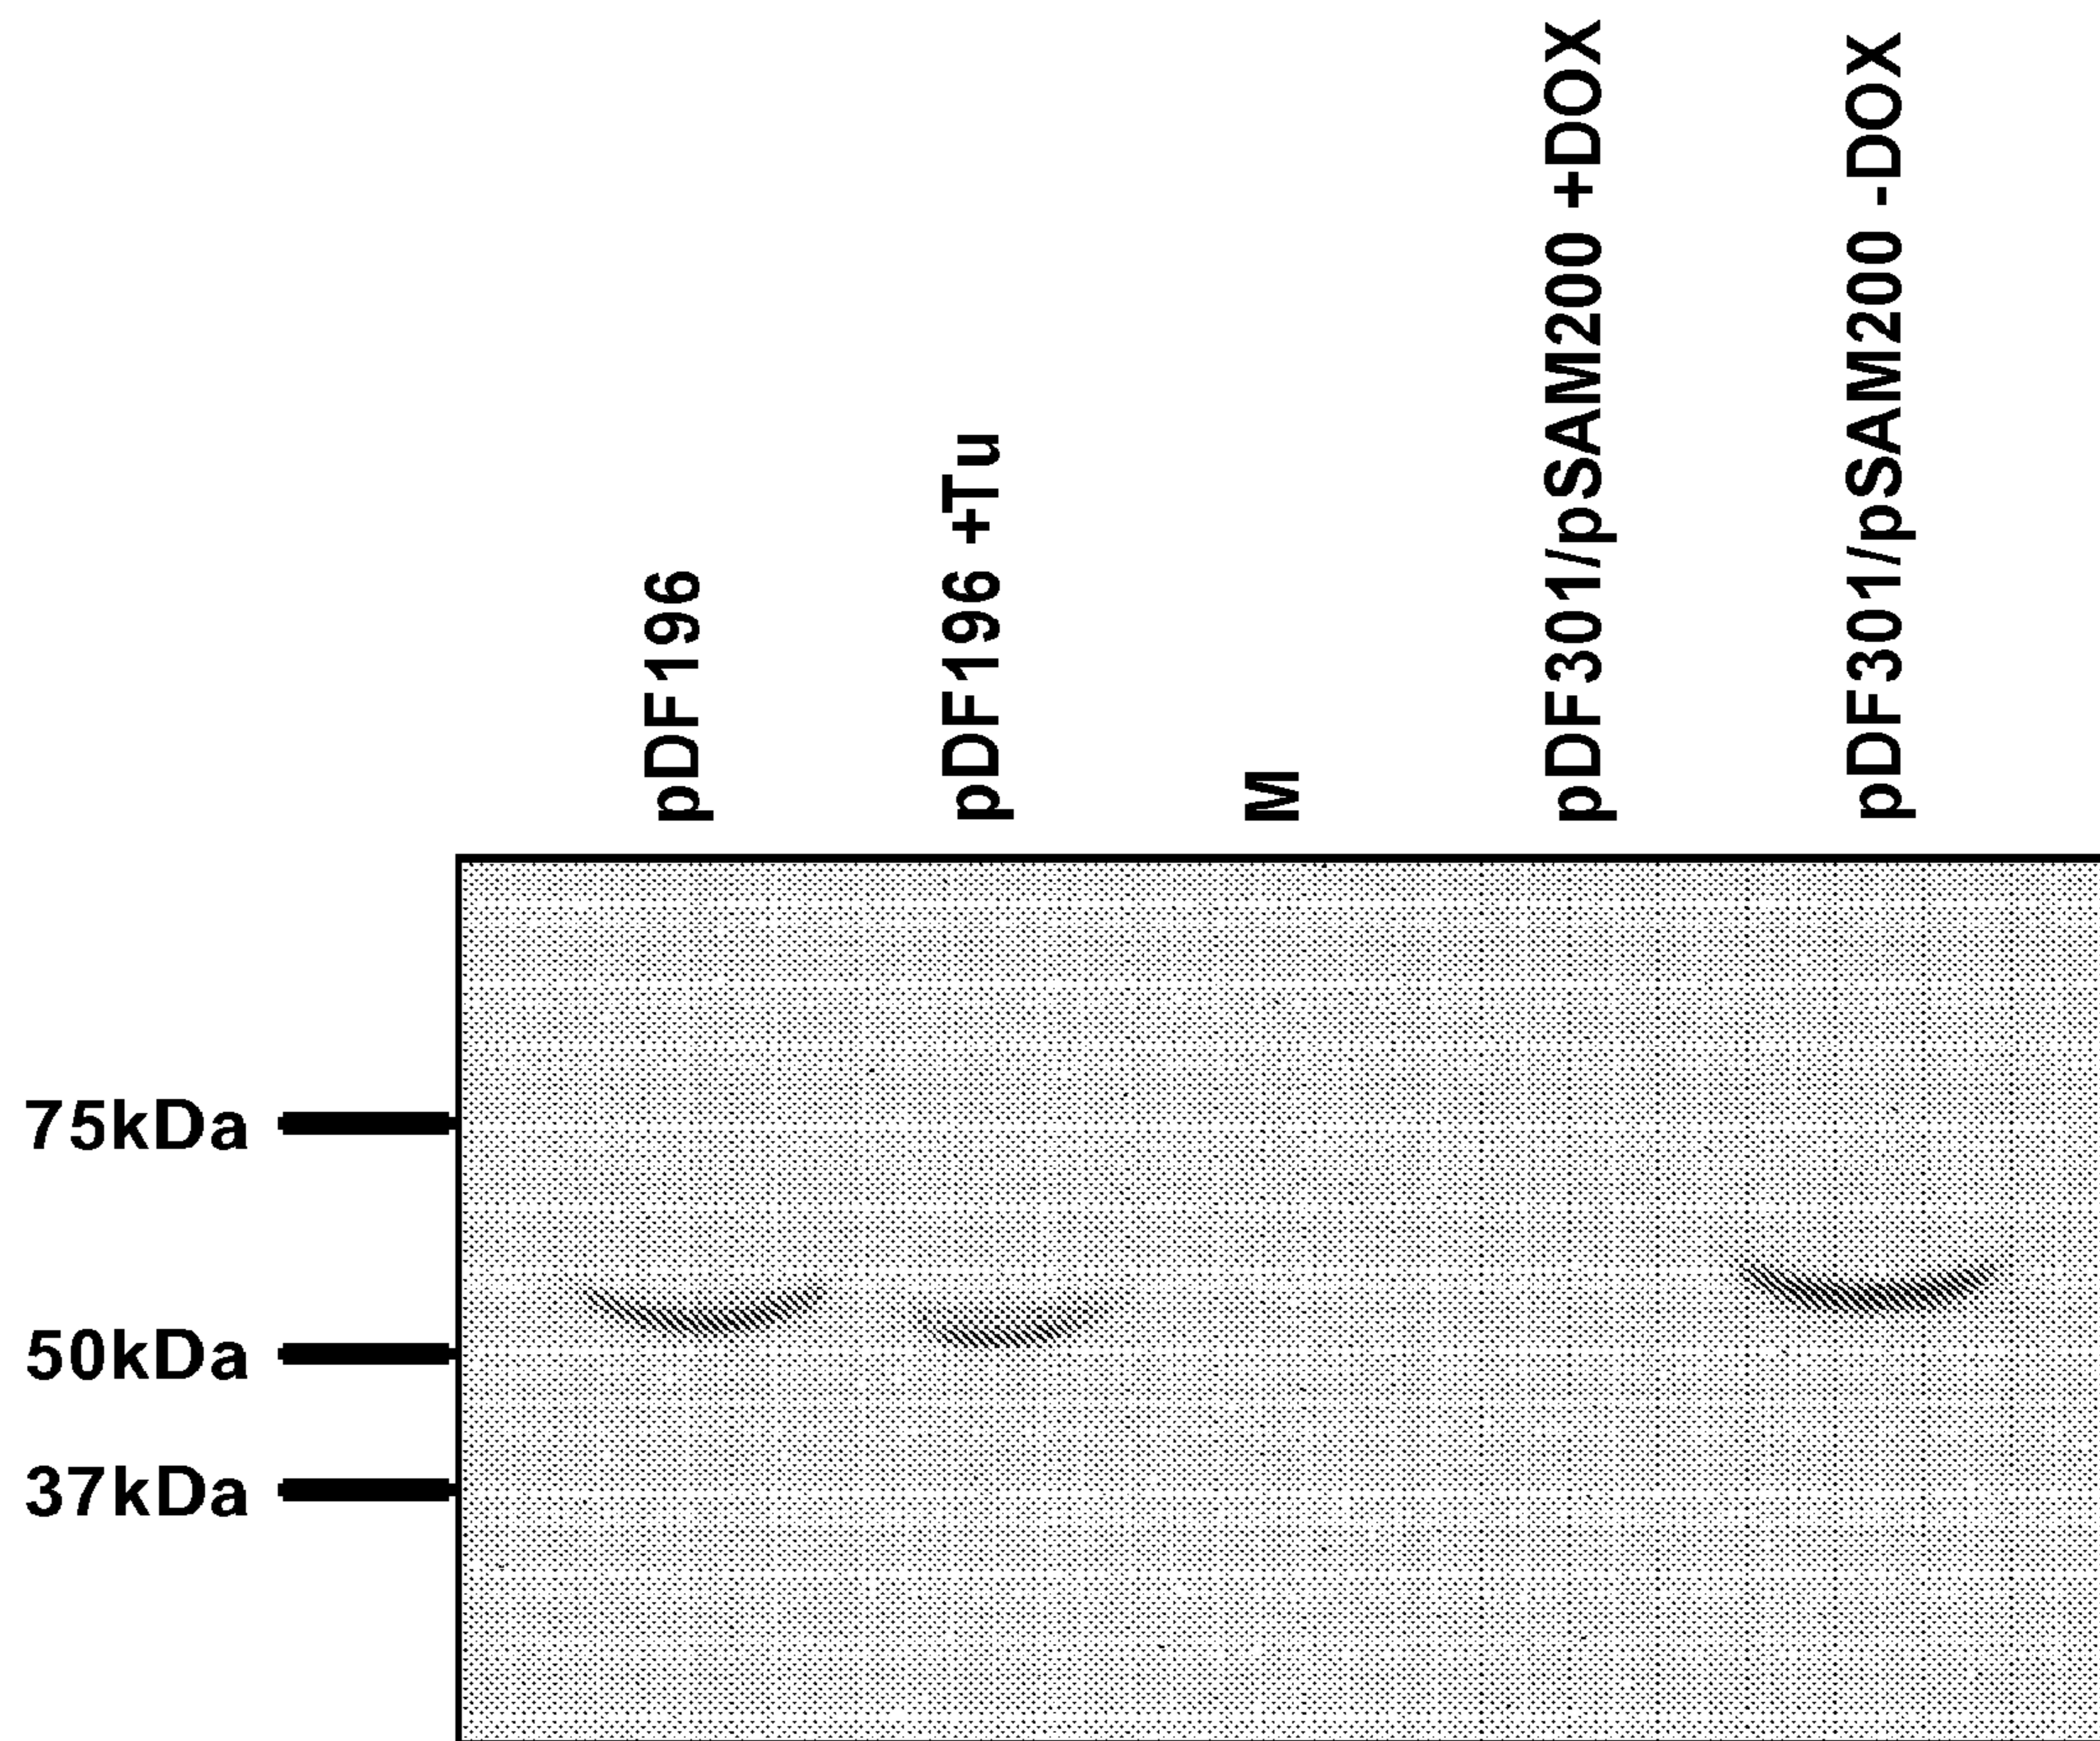 pDF196
pDF196 +Tu
M
pDF301/pSAM200 +DOX
pDF301/pSAM200 -DOX
75kDa
50kDa
37kDa